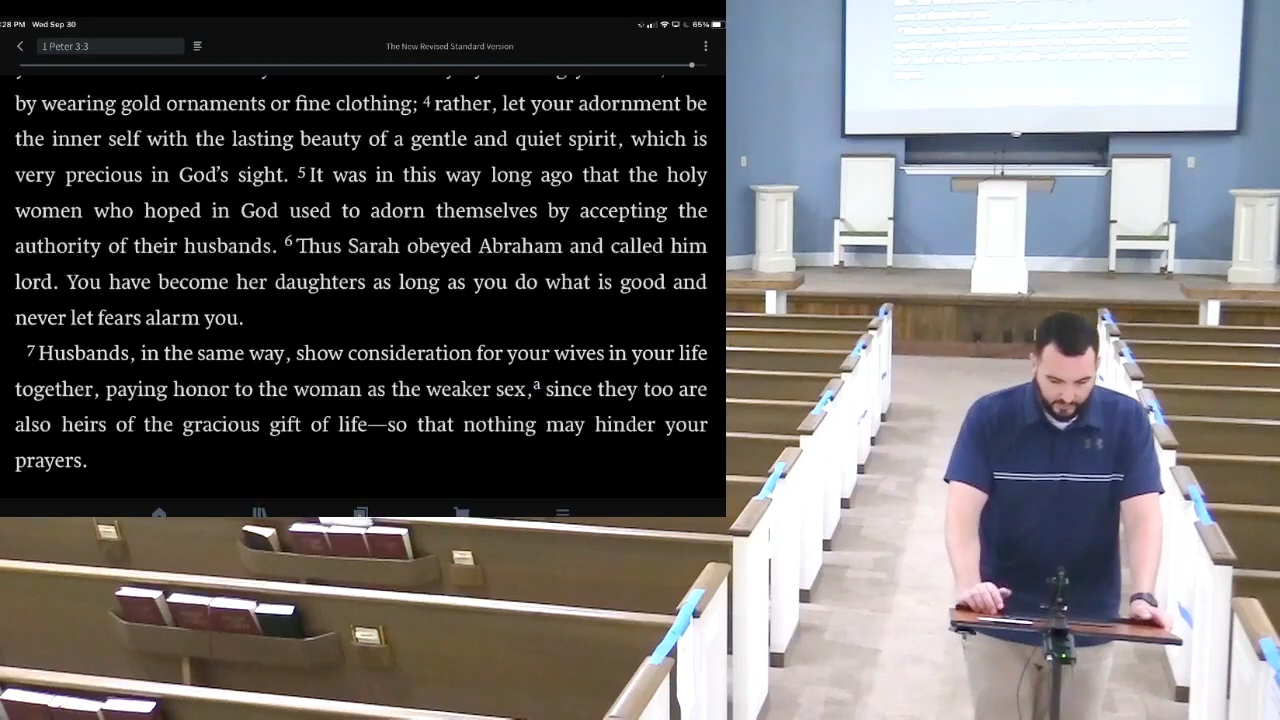 :28 PM Wed Sep 30
65%
1 Peter 3:3
The New Revised Standard Version
by wearing gold ornaments or fine clothing; 4 rather, let your adornment be
the inner self with the lasting beauty of a gentle and quiet spirit, which is
very precious in God’s sight. 5 It was in this way long ago that the holy
women who hoped in God used to adorn themselves by accepting the
authority of their husbands. 6 Thus Sarah obeyed Abraham and called him
lord. You have become her daughters as long as you do what is good and
never let fears alarm you.
7 Husbands, in the same way, show consideration for your wives in your life
together, paying honor to the woman as the weaker sex,a since they too are
also heirs of the gracious gift of life—so that nothing may hinder your
prayers.